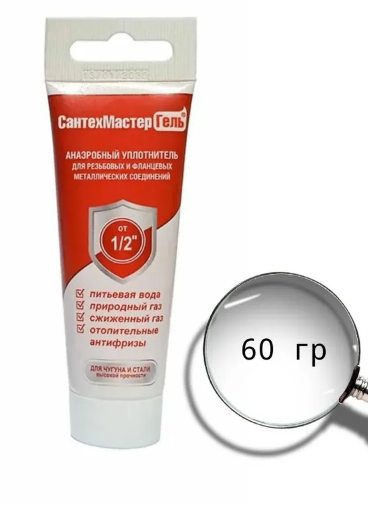 СантехМастер Гель®
АНАЭРОБНЫЙ УПЛОТНИТЕЛЬ
ДЛЯ РЕЗЬБОВЫХ И ФЛАНЦЕВЫХ
МЕТАЛЛИЧЕСКИХ СОЕДИНЕНИЙ
ОТ
1/2"
питьевая вода
природный газ
сжиженный газ
отопительные
антифризы
ДЛЯ ЧУГУНА И СТАЛИ
высокой прочности
60 гр